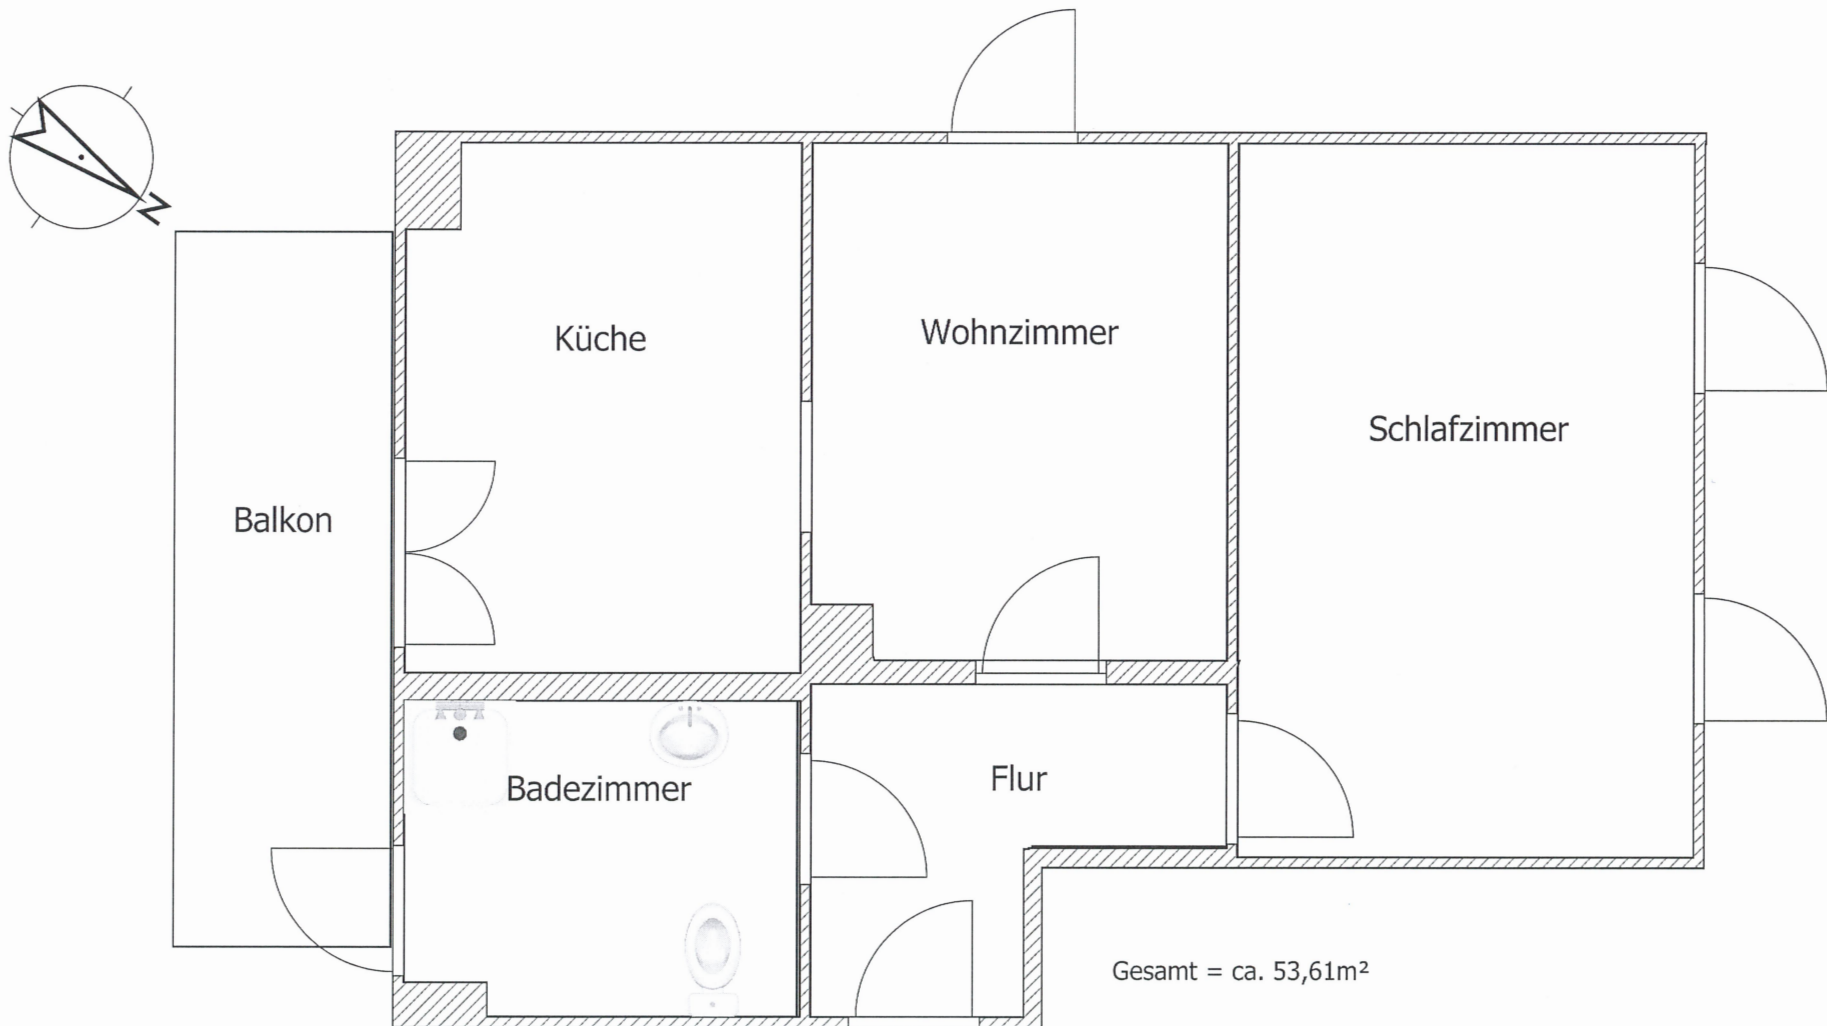 N
Küche
Wohnzimmer
Schlafzimmer
Balkon
Badezimmer
Flur
Gesamt = ca. 53,61m²